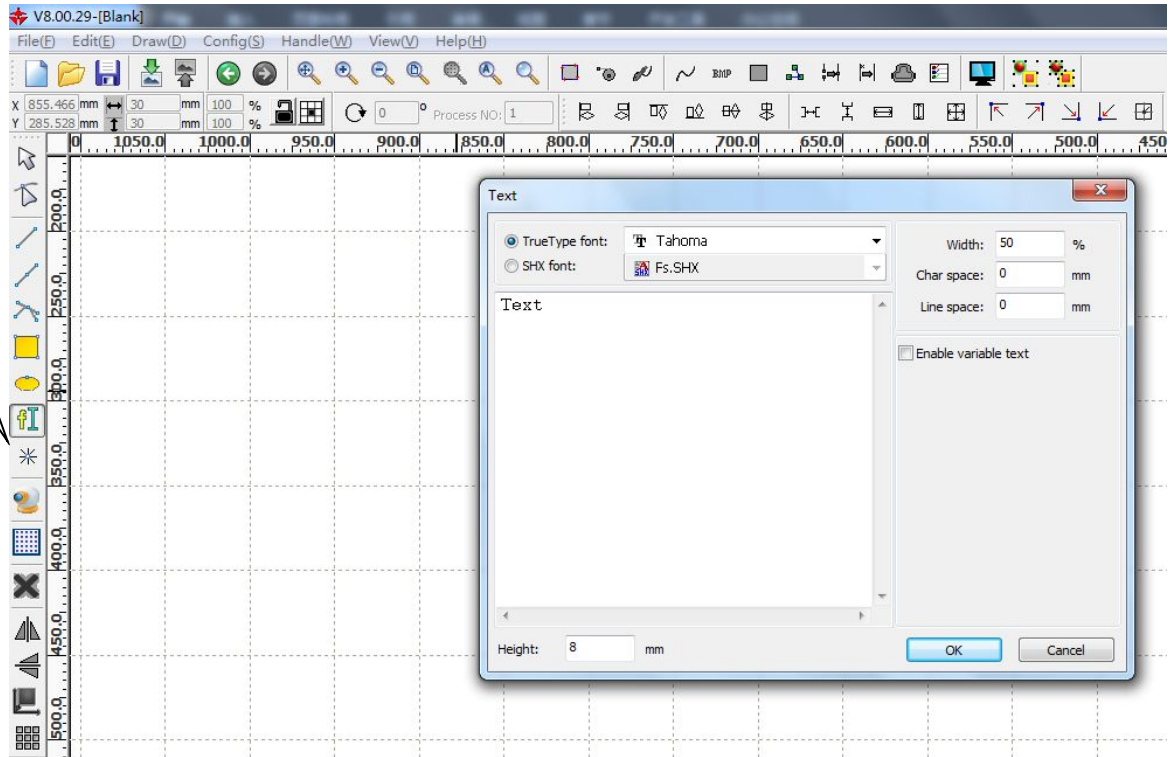 V8.00.29-[Blank]
File(F) Edit(E) Draw(D) Config(S) Handle(W) View(V) Help(H)
BMP
X 855.466 mm 30 mm 100 %
Y 285.528 mm 30 mm 100 %
0 ° Process NO: 1
0 1050.0 1000.0 950.0 900.0 850.0 800.0 750.0 700.0 650.0 600.0 550.0 500.0 450
200.0
250.0
300.0
350.0
400.0
450.0
500.0
Text
TrueType font: Tahoma
SHX font: Fs.SHX
Width: 50 %
Char space: 0 mm
Line space: 0 mm
Text
Enable variable text
Height: 8 mm
OK Cancel